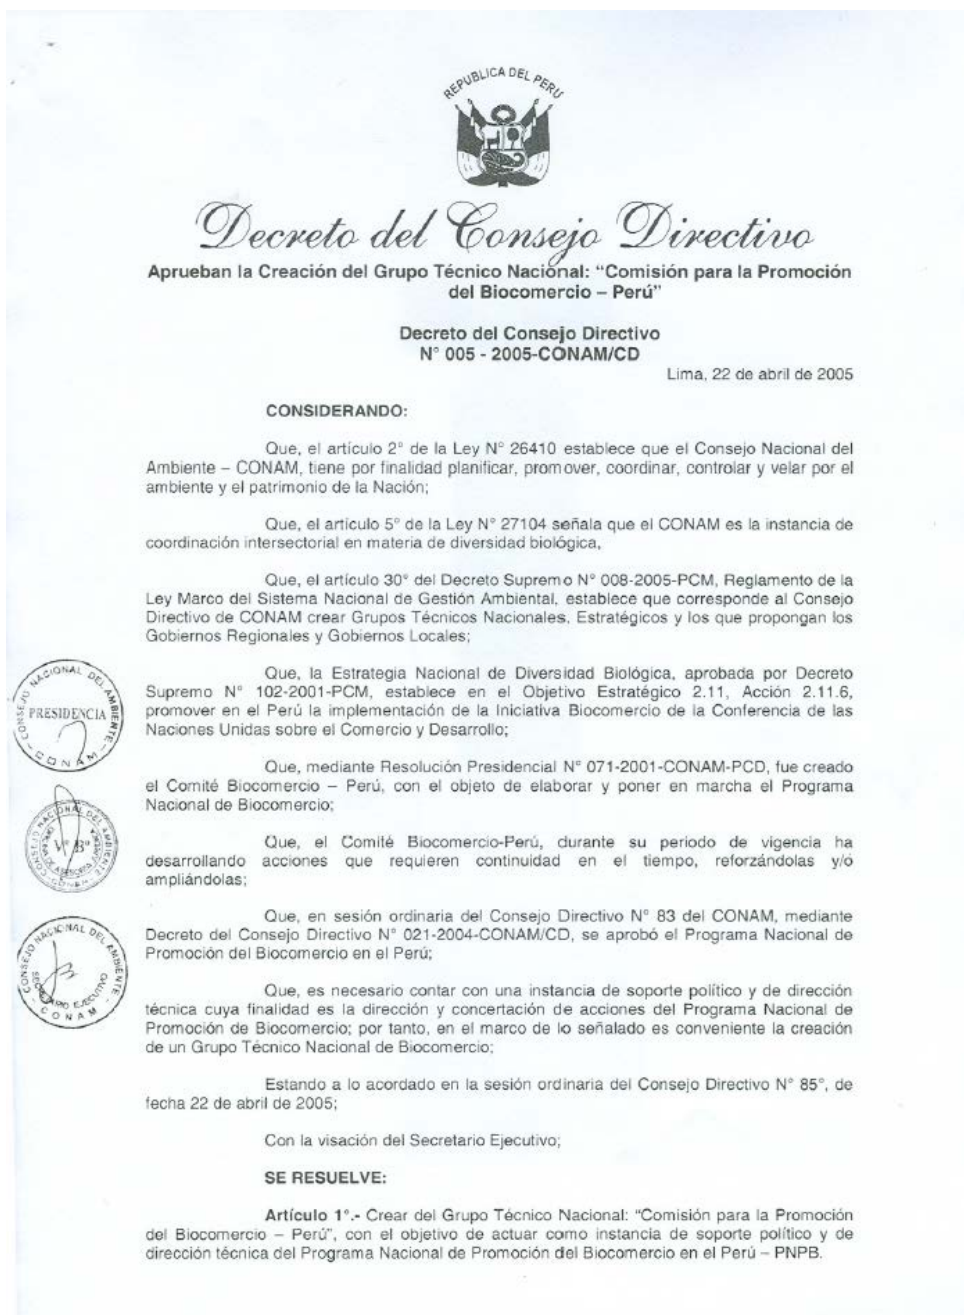 REPUBLICA DEL PERU
Decreto del Consejo Directivo
Aprueban la Creación del Grupo Técnico Nacional: “Comisión para la Promoción
del Biocomercio – Perú”
Decreto del Consejo Directivo
N° 005 - 2005-CONAM/CD
Lima, 22 de abril de 2005
CONSIDERANDO:
Que, el artículo 2° de la Ley N° 26410 establece que el Consejo Nacional del
Ambiente – CONAM, tiene por finalidad planificar, promover, coordinar, controlar y velar por el
ambiente y el patrimonio de la Nación;
Que, el artículo 5° de la Ley N° 27104 señala que el CONAM es la instancia de
coordinación intersectorial en materia de diversidad biológica,
Que, el artículo 30° del Decreto Supremo N° 008-2005-PCM, Reglamento de la
Ley Marco del Sistema Nacional de Gestión Ambiental, establece que corresponde al Consejo
Directivo de CONAM crear Grupos Técnicos Nacionales, Estratégicos y los que propongan los
Gobiernos Regionales y Gobiernos Locales;
Que, la Estrategia Nacional de Diversidad Biológica, aprobada por Decreto
Supremo N° 102-2001-PCM, establece en el Objetivo Estratégico 2.11, Acción 2.11.6,
promover en el Perú la implementación de la Iniciativa Biocomercio de la Conferencia de las
Naciones Unidas sobre el Comercio y Desarrollo;
Que, mediante Resolución Presidencial N° 071-2001-CONAM-PCD, fue creado
el Comité Biocomercio – Perú, con el objeto de elaborar y poner en marcha el Programa
Nacional de Biocomercio;
Que, el Comité Biocomercio-Perú, durante su periodo de vigencia ha
desarrollando acciones que requieren continuidad en el tiempo, reforzándolas y/o
ampliándolas;
Que, en sesión ordinaria del Consejo Directivo N° 83 del CONAM, mediante
Decreto del Consejo Directivo N° 021-2004-CONAM/CD, se aprobó el Programa Nacional de
Promoción del Biocomercio en el Perú;
Que, es necesario contar con una instancia de soporte político y de dirección
técnica cuya finalidad es la dirección y concertación de acciones del Programa Nacional de
Promoción de Biocomercio; por tanto, en el marco de lo señalado es conveniente la creación
de un Grupo Técnico Nacional de Biocomercio;
Estando a lo acordado en la sesión ordinaria del Consejo Directivo N° 85°, de
fecha 22 de abril de 2005;
Con la visación del Secretario Ejecutivo;
SE RESUELVE:
Artículo 1°.- Crear del Grupo Técnico Nacional: “Comisión para la Promoción
del Biocomercio – Perú”, con el objetivo de actuar como instancia de soporte político y de
dirección técnica del Programa Nacional de Promoción del Biocomercio en el Perú – PNPB.
CONSEJO NACIONAL DEL AMBIENTE
PRESIDENCIA
- CONAM -
CONSEJO NACIONAL DEL AMBIENTE
V° B°
CONSEJO NACIONAL DEL AMBIENTE
SECRETARIO EJECUTIVO
- CONAM -